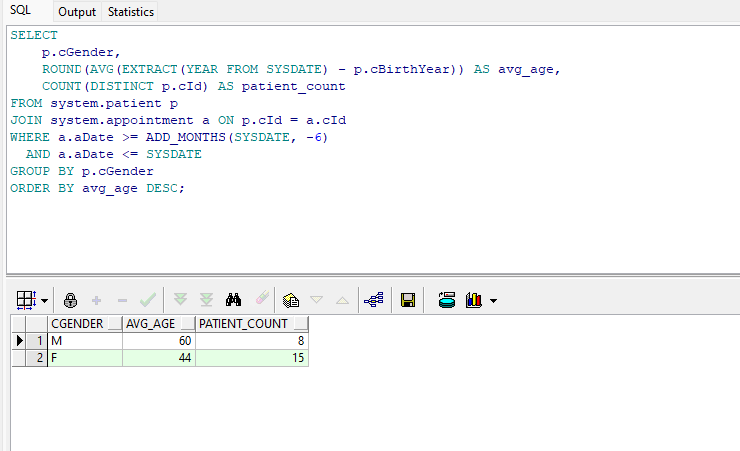 SQL Output Statistics
SELECT
    p.cGender,
    ROUND(AVG(EXTRACT(YEAR FROM SYSDATE) - p.cBirthYear)) AS avg_age,
    COUNT(DISTINCT p.cId) AS patient_count
FROM system.patient p
JOIN system.appointment a ON p.cId = a.cId
WHERE a.aDate >= ADD_MONTHS(SYSDATE, -6)
  AND a.aDate <= SYSDATE
GROUP BY p.cGender
ORDER BY avg_age DESC;
CGENDER AVG_AGE PATIENT_COUNT
1 M 60 8
2 F 44 15